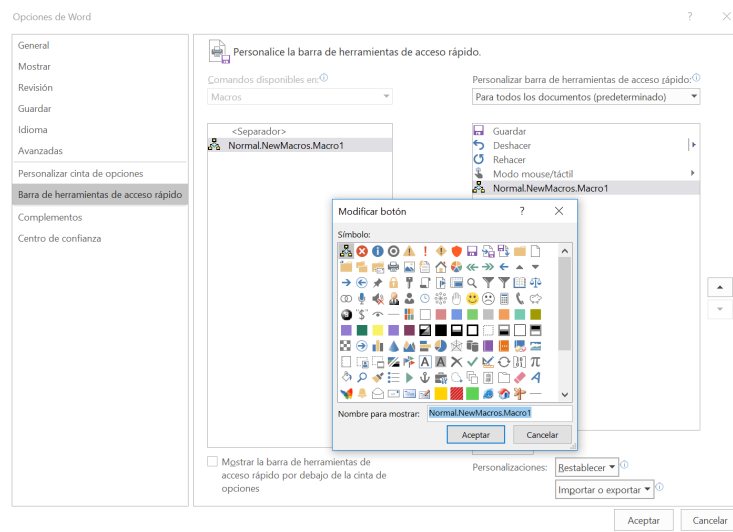 Opciones de Word
General
Mostrar
Revisión
Guardar
Idioma
Avanzadas
Personalizar cinta de opciones
Barra de herramientas de acceso rápido
Complementos
Centro de confianza
Personalice la barra de herramientas de acceso rápido.
Comandos disponibles en:
Macros
<Separador>
Normal.NewMacros.Macro1
Personalizar barra de herramientas de acceso rápido:
Para todos los documentos (predeterminado)
Guardar
Deshacer
Rehacer
Modo mouse/táctil
Normal.NewMacros.Macro1
Modificar botón
Símbolo:
Nombre para mostrar:
Normal.NewMacros.Macro1
Aceptar
Cancelar
Mostrar la barra de herramientas de
acceso rápido por debajo de la cinta de
opciones
Personalizaciones:
Restablecer
Importar o exportar
Aceptar
Cancelar